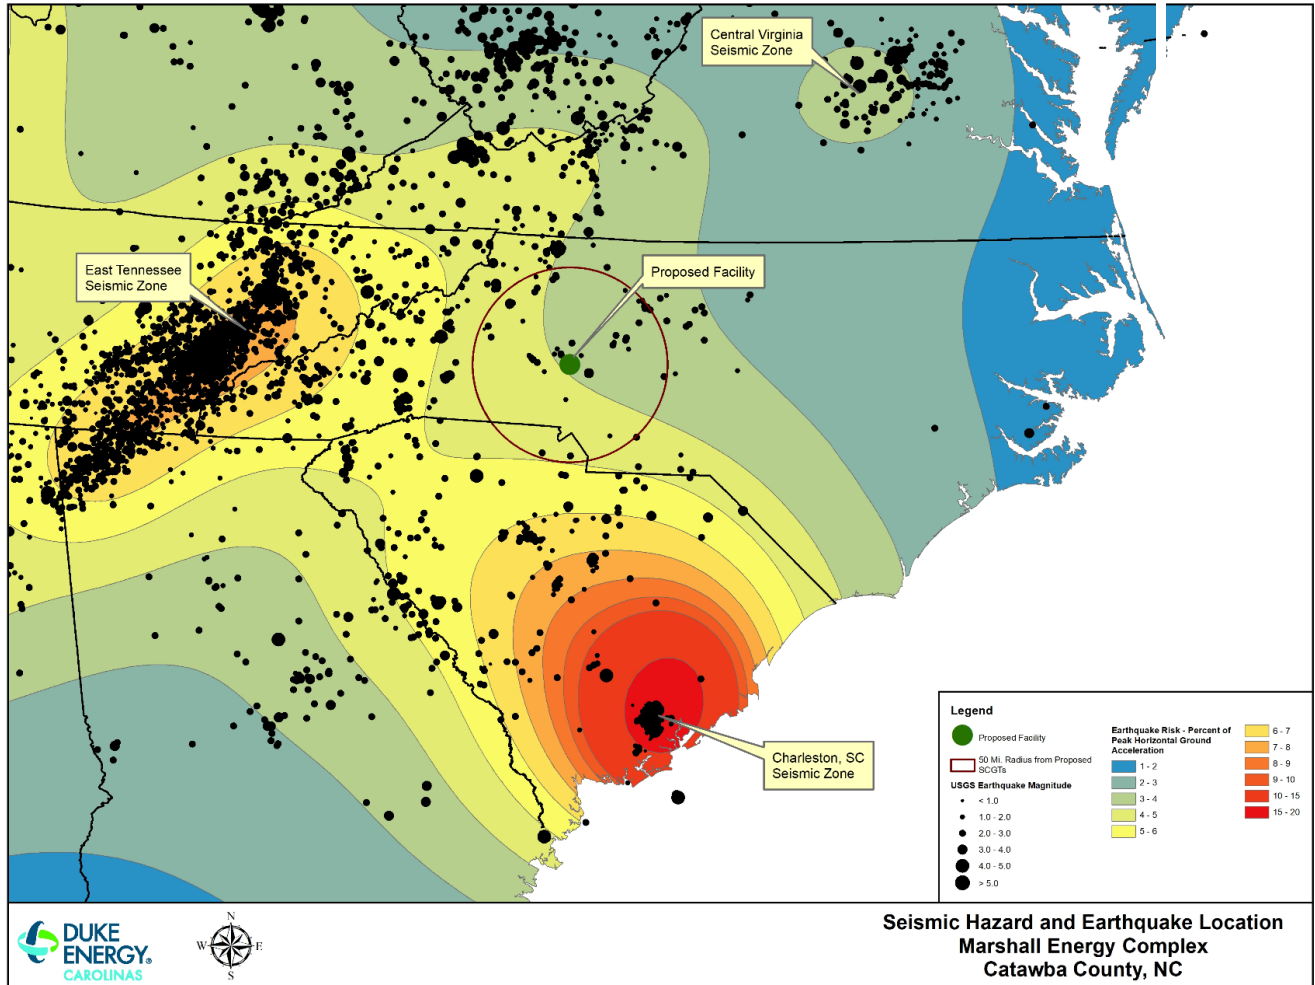 Central Virginia
Seismic Zone
East Tennessee
Seismic Zone
Proposed Facility
Charleston, SC
Seismic Zone
Legend
Proposed Facility
50 Mi. Radius from Proposed
SCGTs
USGS Earthquake Magnitude
< 1.0
1.0 - 2.0
2.0 - 3.0
3.0 - 4.0
4.0 - 5.0
> 5.0
Earthquake Risk - Percent of
Peak Horizontal Ground
Acceleration
1 - 2
2 - 3
3 - 4
4 - 5
5 - 6
6 - 7
7 - 8
8 - 9
9 - 10
10 - 15
15 - 20
DUKE
ENERGY®
CAROLINAS
N
W
E
S
Seismic Hazard and Earthquake Location
Marshall Energy Complex
Catawba County, NC